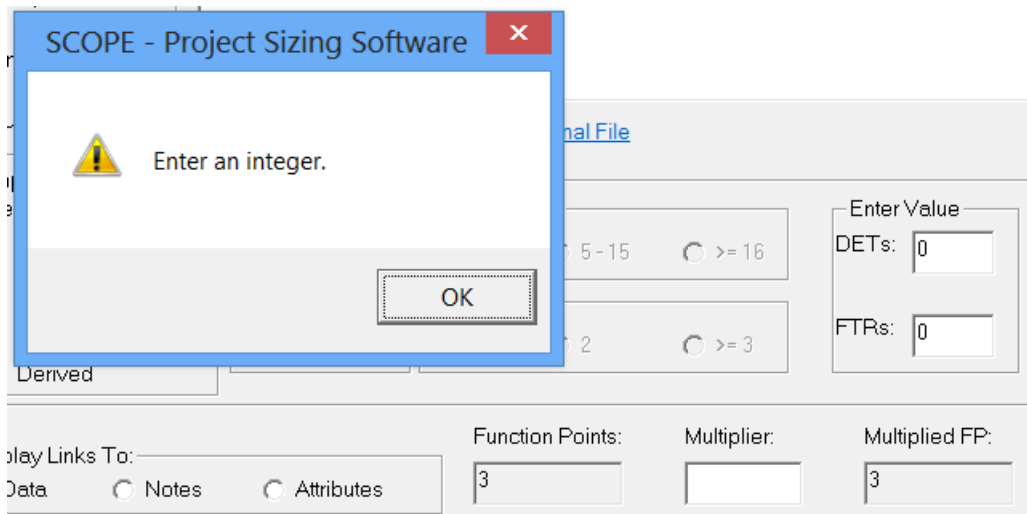 SCOPE - Project Sizing Software
Enter an integer.
OK
nal File
Enter Value
5 - 15
>= 16
DETs: 0
2
>= 3
FTRs: 0
Derived
play Links To:
Data
Notes
Attributes
Function Points:
3
Multiplier:
Multiplied FP:
3